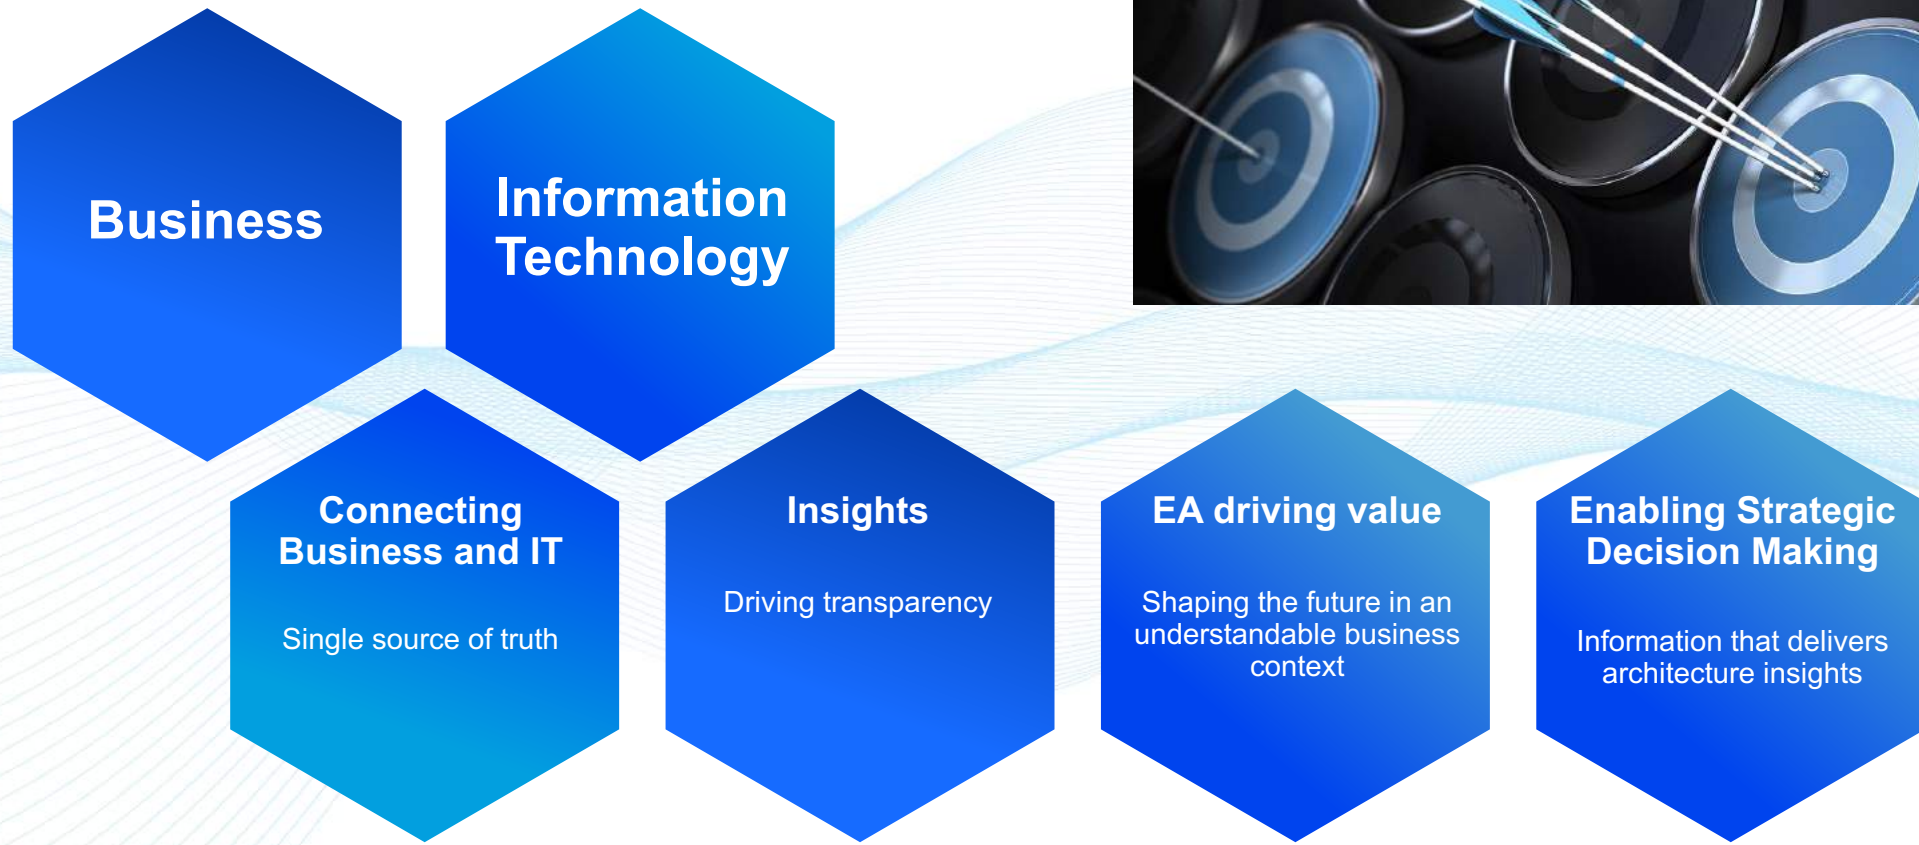 Business
Information
Technology
Connecting
Business and IT
Single source of truth
Insights
Driving transparency
EA driving value
Shaping the future in an
understandable business
context
Enabling Strategic
Decision Making
Information that delivers
architecture insights